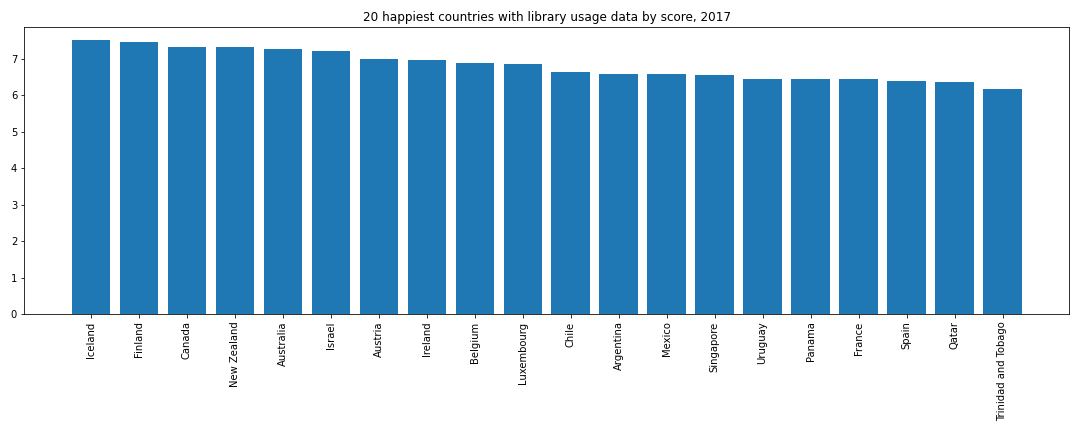 20 happiest countries with library usage data by score, 2017
7
6
5
4
3
2
1
0
Iceland
Finland
Canada
New Zealand
Australia
Israel
Austria
Ireland
Belgium
Luxembourg
Chile
Argentina
Mexico
Singapore
Uruguay
Panama
France
Spain
Qatar
Trinidad and Tobago